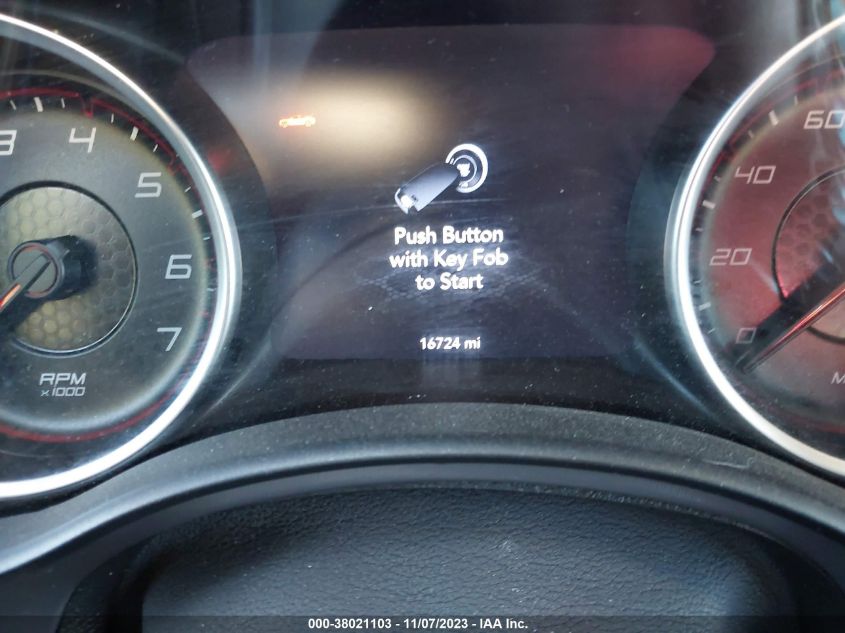 3
4
5
6
7
RPM
x1000
Push Button
with Key Fob
to Start
16724 mi
60
40
20
0
000-38021103 - 11/07/2023 - IAA Inc.